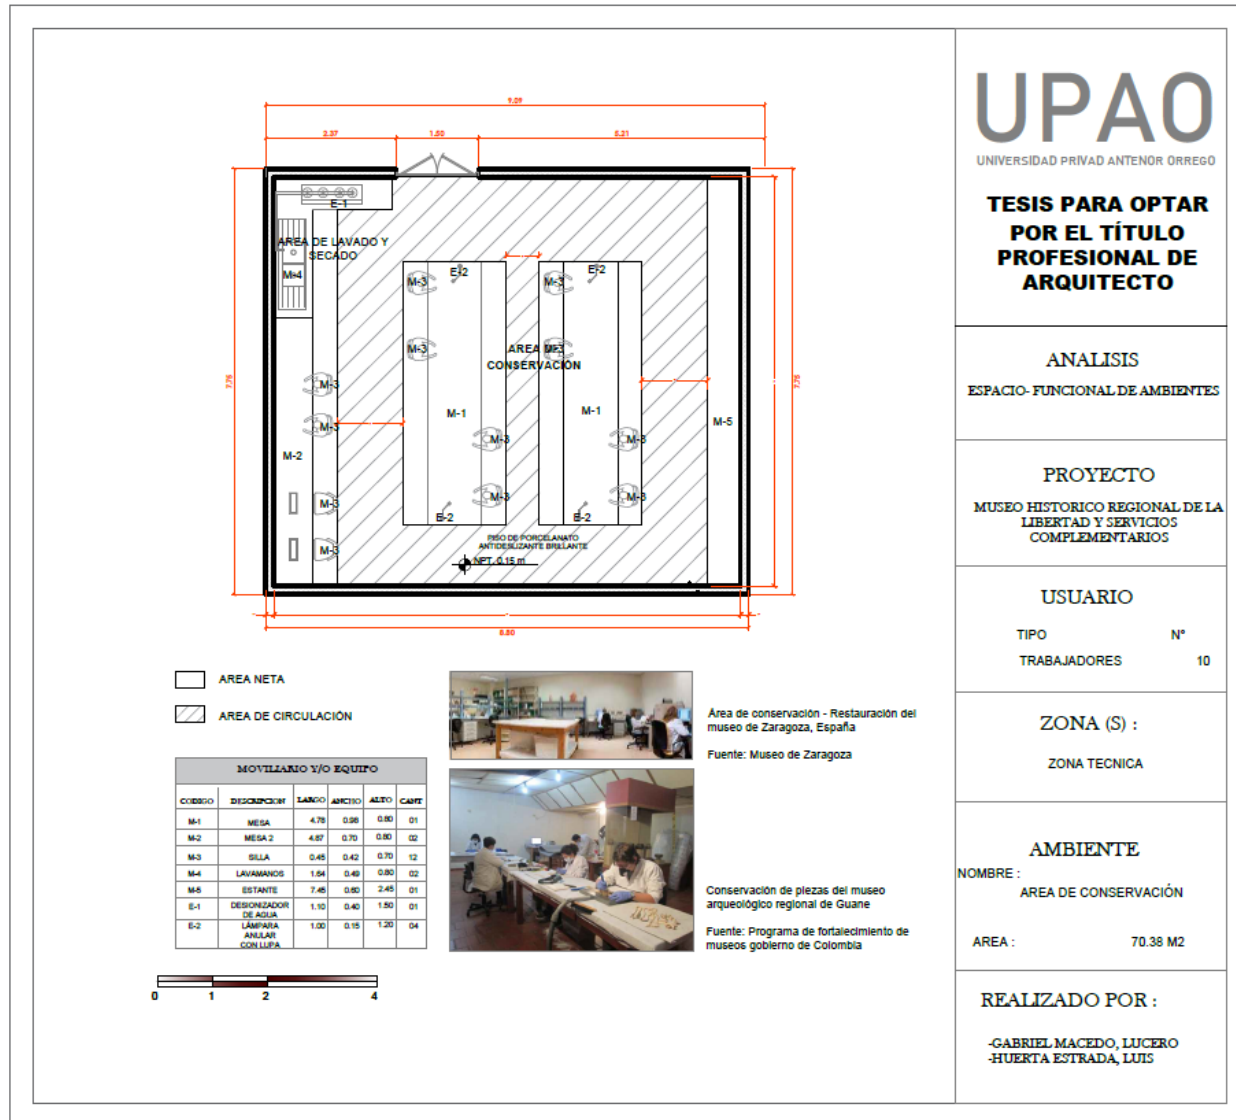 9.09
2.37
1.50
5.21
E-1
AREA DE LAVADO Y
SECADO
M-4
M-3
E-2
M-3
E-2
M-3
M-3
AREA DE
CONSERVACIÓN
7.75
7.75
M-3
M-3
M-1
M-1
M-5
M-3
M-3
M-2
M-3
M-3
M-3
E-2
E-2
M-3
PISO DE PORCELANATO
ANTIDESLIZANTE BRILLANTE
NPT. 0.15 m
8.80
AREA NETA
AREA DE CIRCULACIÓN
MOVILIARIO Y/O EQUIPO
CODIGO DESCRIPCION LARGO ANCHO ALTO CANT
M-1 MESA 4.78 0.98 0.80 01
M-2 MESA 2 4.87 0.70 0.80 02
M-3 SILLA 0.45 0.42 0.70 12
M-4 LAVAMANOS 1.64 0.49 0.80 02
M-5 ESTANTE 7.45 0.60 2.45 01
E-1 DESIONIZADOR 1.10 0.40 1.50 01
DE AGUA
E-2 LÁMPARA 1.00 0.15 1.20 04
ANULAR
CON LUPA
0 1 2 4
Área de conservación - Restauración del
museo de Zaragoza, España
Fuente: Museo de Zaragoza
Conservación de piezas del museo
arqueológico regional de Guane
Fuente: Programa de fortalecimiento de
museos gobierno de Colombia
UPAO
UNIVERSIDAD PRIVAD ANTENOR ORREGO
TESIS PARA OPTAR
POR EL TÍTULO
PROFESIONAL DE
ARQUITECTO
ANALISIS
ESPACIO- FUNCIONAL DE AMBIENTES
PROYECTO
MUSEO HISTORICO REGIONAL DE LA
LIBERTAD Y SERVICIOS
COMPLEMENTARIOS
USUARIO
TIPO N°
TRABAJADORES 10
ZONA (S) :
ZONA TECNICA
AMBIENTE
NOMBRE :
AREA DE CONSERVACIÓN
AREA : 70.38 M2
REALIZADO POR :
-GABRIEL MACEDO, LUCERO
-HUERTA ESTRADA, LUIS